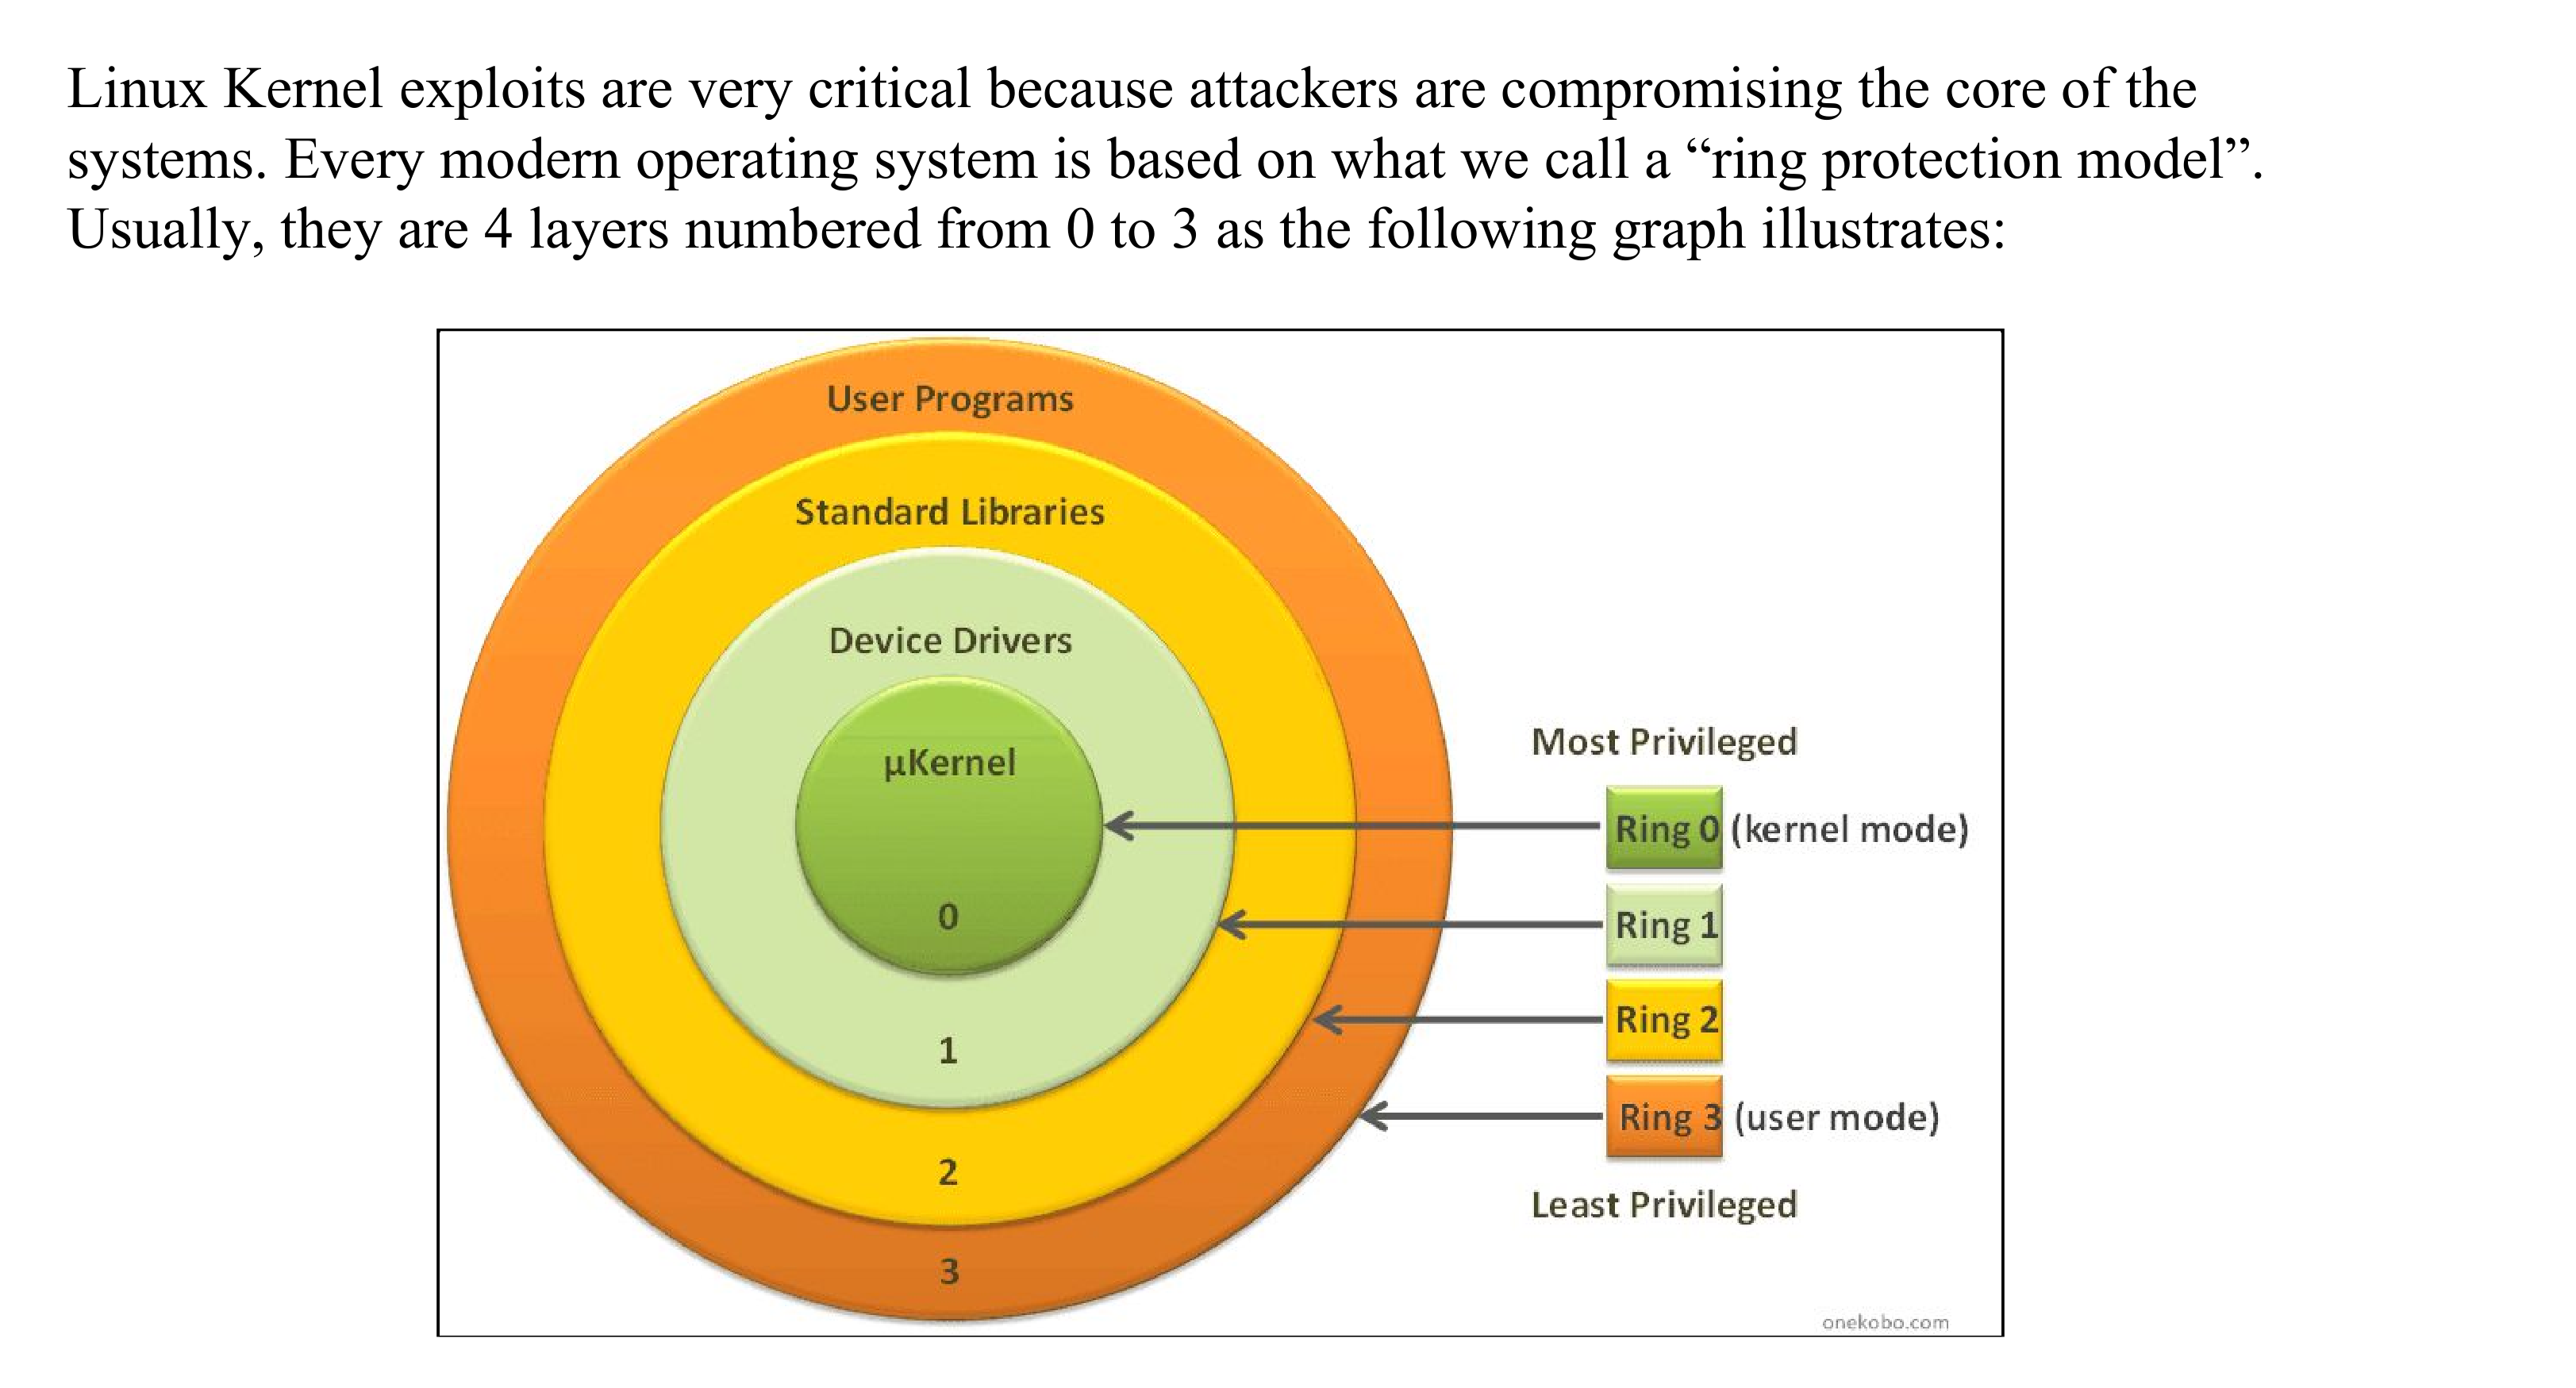 Linux Kernel exploits are very critical because attackers are compromising the core of the
systems. Every modern operating system is based on what we call a “ring protection model”.
Usually, they are 4 layers numbered from 0 to 3 as the following graph illustrates:
User Programs
Standard Libraries
Device Drivers
µKernel
0
1
2
3
Most Privileged
Ring 0 (kernel mode)
Ring 1
Ring 2
Ring 3 (user mode)
Least Privileged
onekobo.com